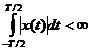 ∫_{-T/2}^{T/2} |x(t)| dt < ∞